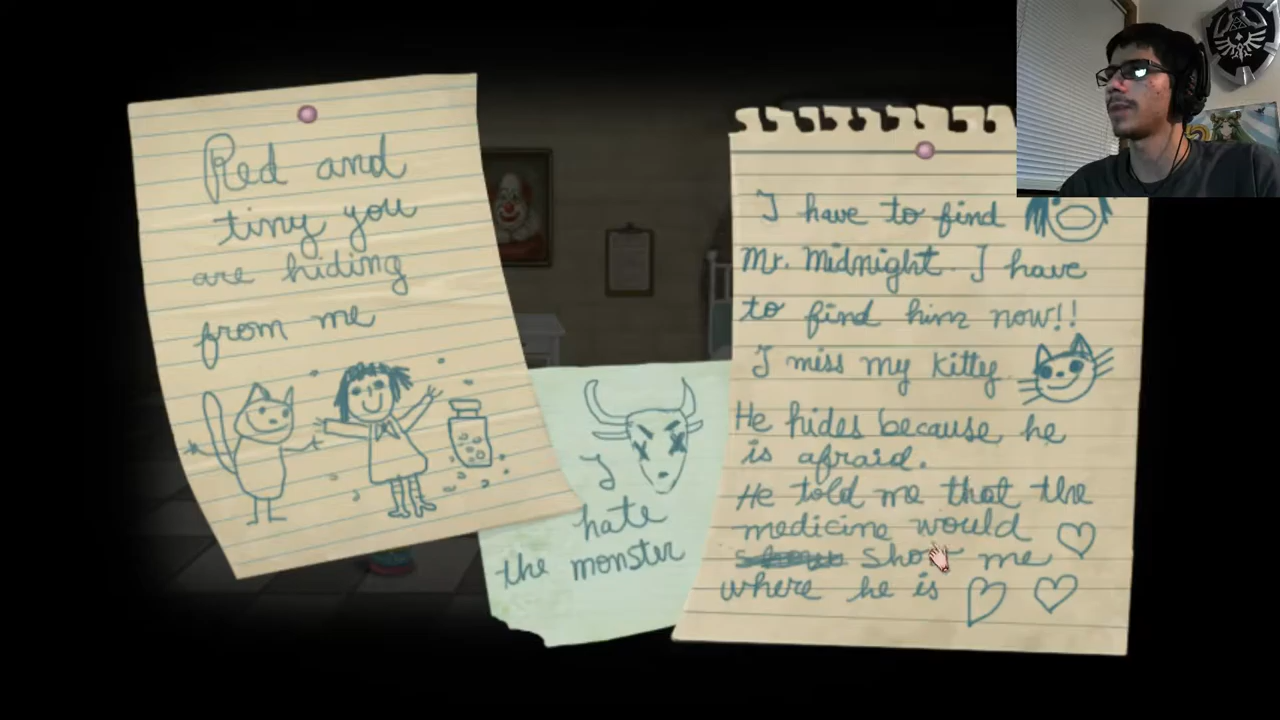 Red and
tiny you
are hiding
from me
I
hate
the monster
I have to find
Mr. Midnight. I have
to find him now!!
I miss my kitty
He hides because he
is afraid.
He told me that the
medicine would
show me
where he is